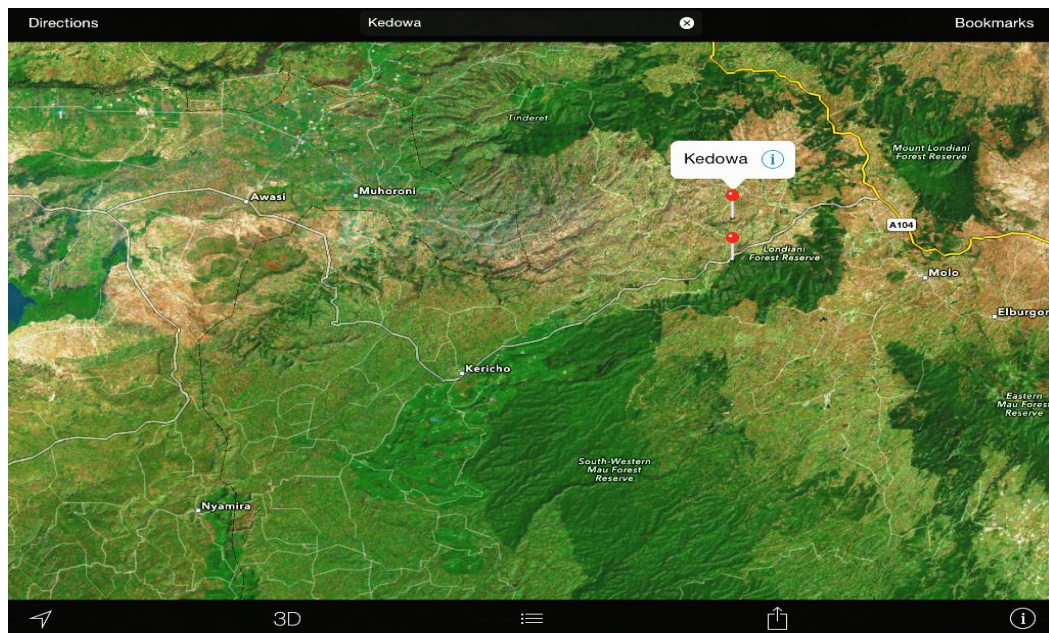 Directions
Kedowa
Bookmarks
Tinderet
Mount Londiani
Forest Reserve
Kedowa
Muhoroni
Awasi
A104
Londiani
Forest Reserve
Molo
Elburgon
Kericho
Eastern
Mau Forest
Reserve
South-Western
Mau Forest
Reserve
Nyamira
3D